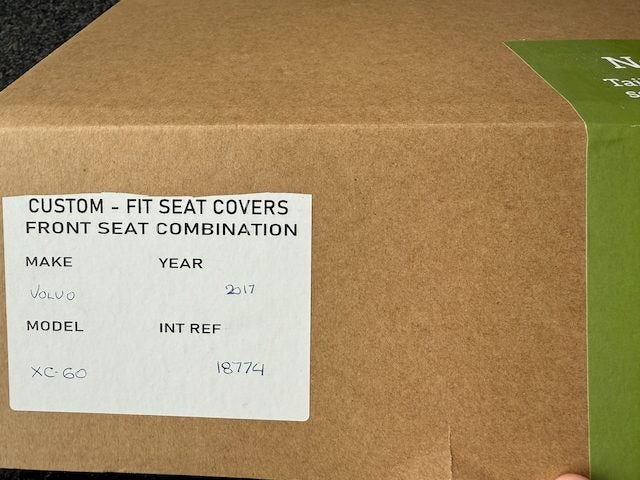 CUSTOM - FIT SEAT COVERS
FRONT SEAT COMBINATION
MAKE YEAR
VOLVO 2017
MODEL INT REF
XC-60 18774